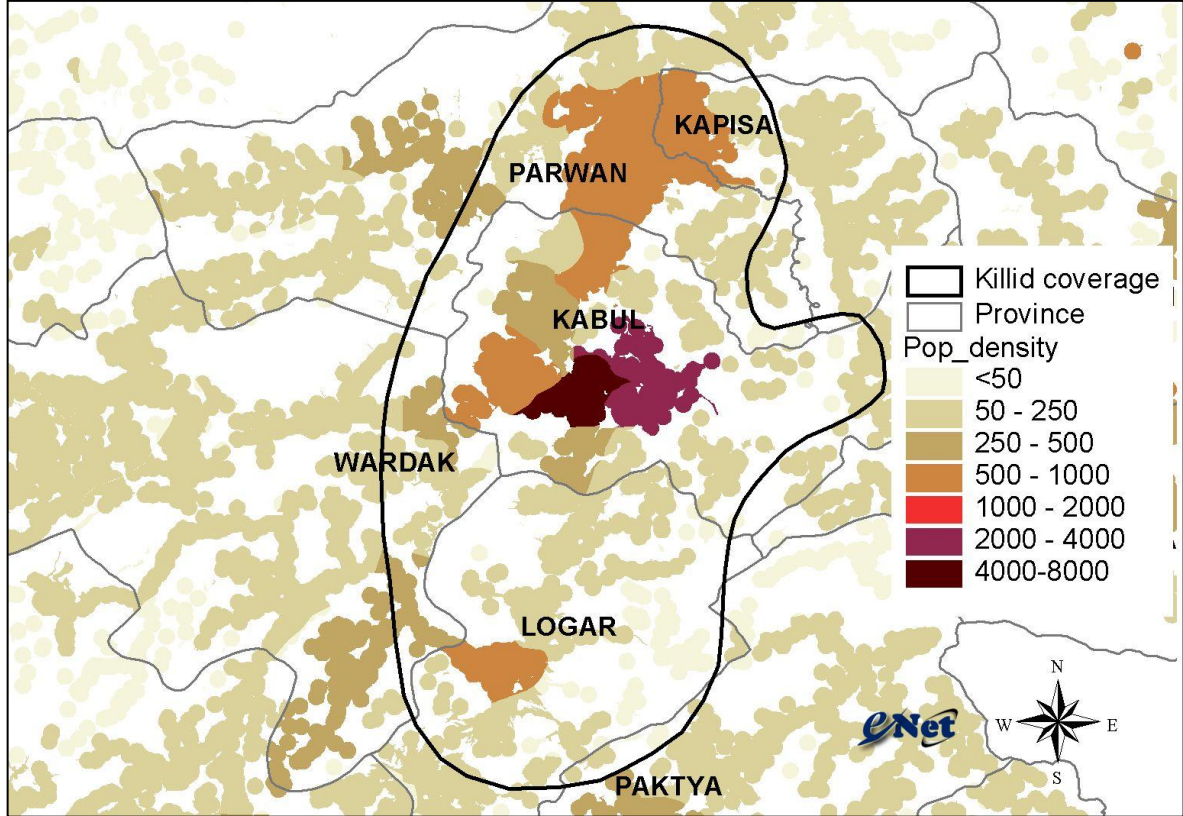 KAPISA
PARWAN
KABUL
WARDAK
LOGAR
PAKTYA
Killid coverage
Province
Pop_density
<50
50 - 250
250 - 500
500 - 1000
1000 - 2000
2000 - 4000
4000-8000
eNet
N
W E
S